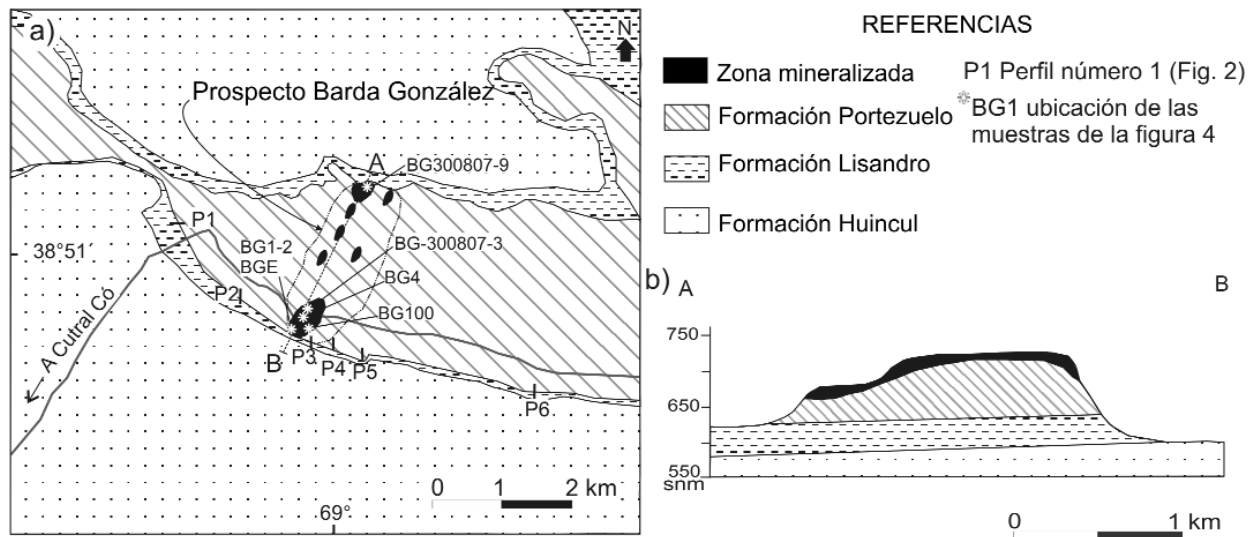 a)
N
Prospecto Barda González
A
BG300807-9
P1
BG1-2
BGE
BG-300807-3
38°51´
BG4
P2
BG100
A Cutral Có
B
P3
P4
P5
P6
0 1 2 km
69°
REFERENCIAS
Zona mineralizada
Formación Portezuelo
Formación Lisandro
Formación Huincul
P1 Perfil número 1 (Fig. 2)
BG1 ubicación de las
muestras de la figura 4
b)
A
B
750
650
550
snm
0 1 km